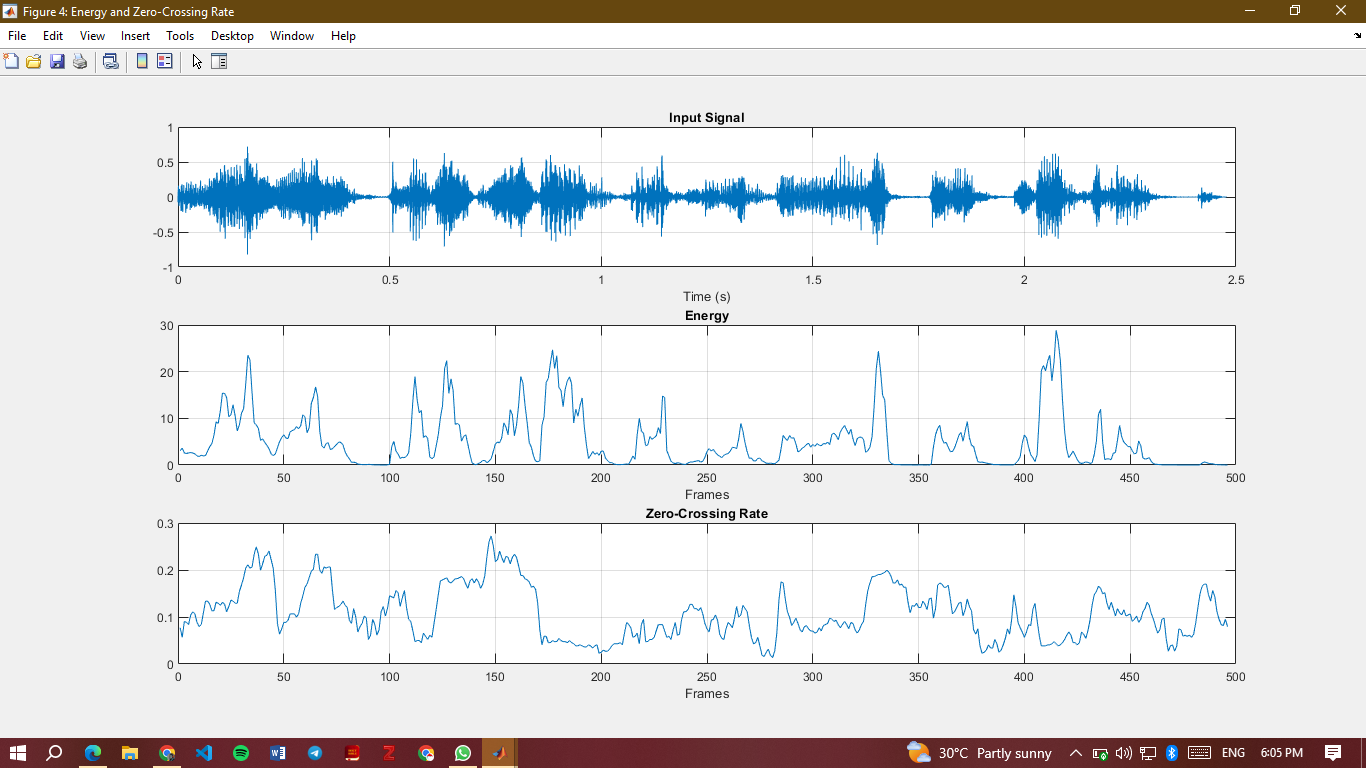 Figure 4: Energy and Zero-Crossing Rate
File Edit View Insert Tools Desktop Window Help
Input Signal
1
0.5
0
-0.5
-1
0 0.5 1 1.5 2 2.5
Time (s)
Energy
30
20
10
0
0 50 100 150 200 250 300 350 400 450 500
Frames
Zero-Crossing Rate
0.3
0.2
0.1
0
0 50 100 150 200 250 300 350 400 450 500
Frames
30°C Partly sunny ENG 6:05 PM